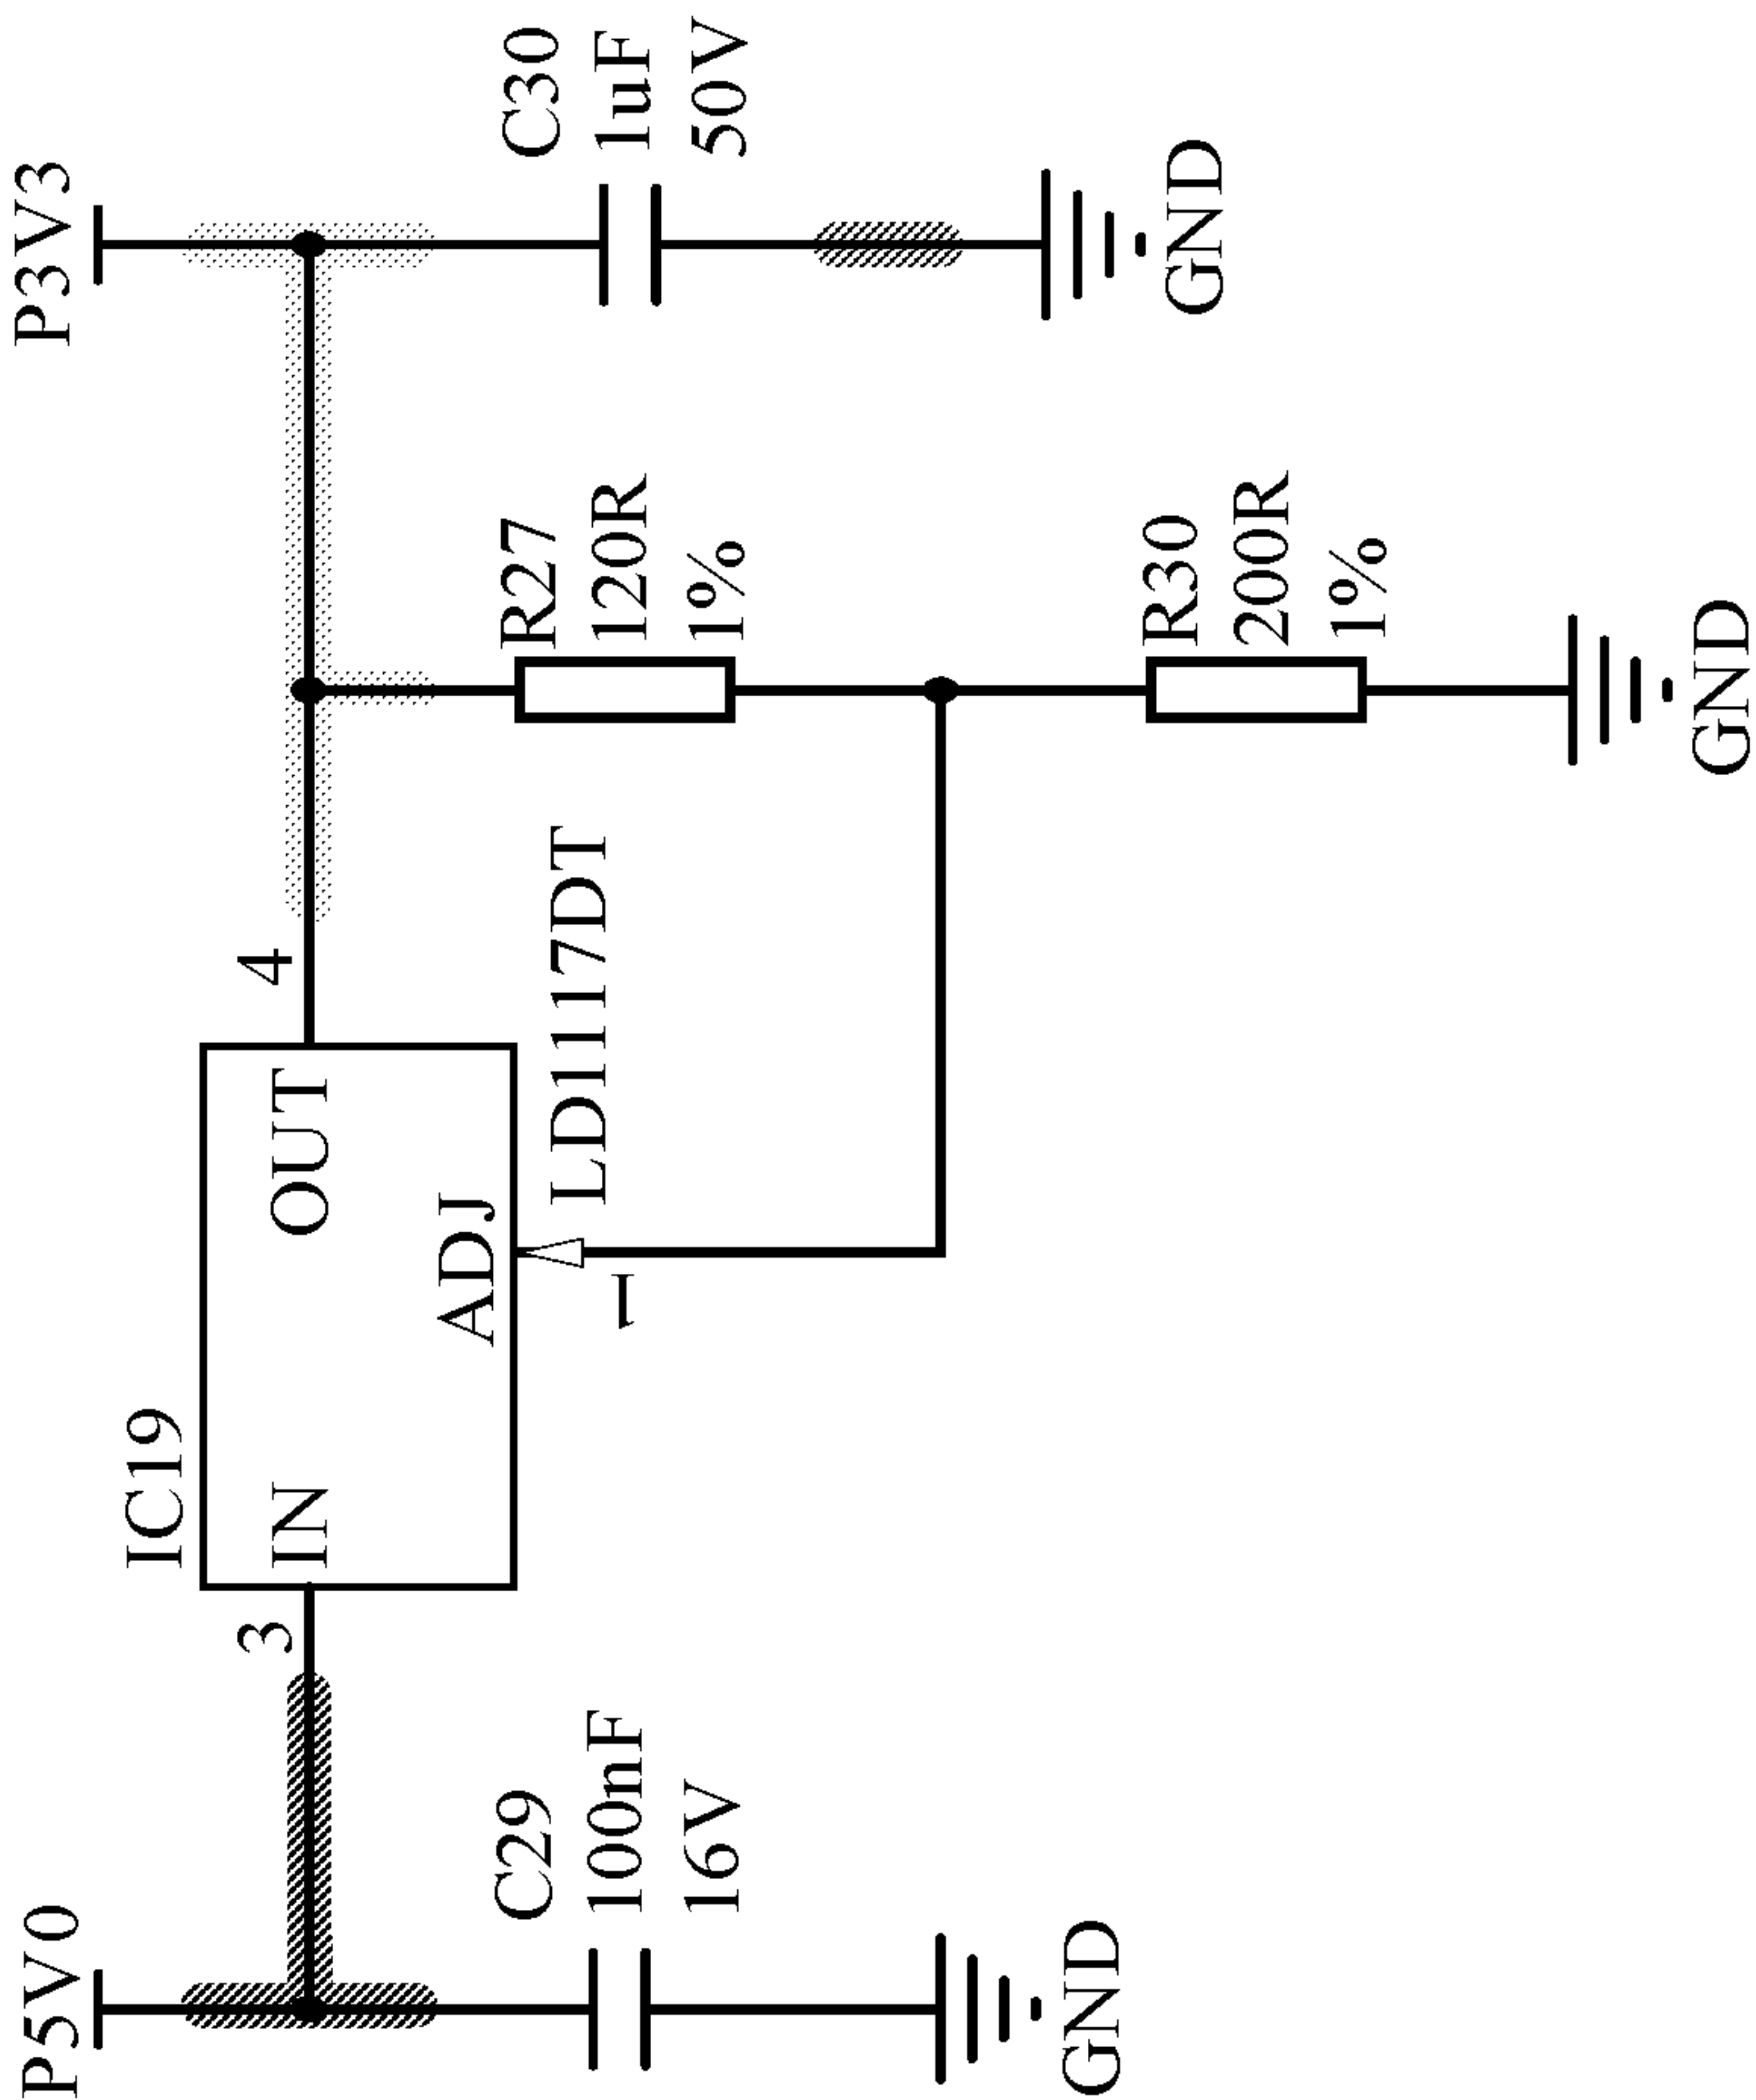 P5V0
C29
100nF
16V
GND
IC19
3
IN
OUT
ADJ
4
1
LD1117DT
R27
120R
1%
R30
200R
1%
GND
P3V3
C30
1uF
50V
GND